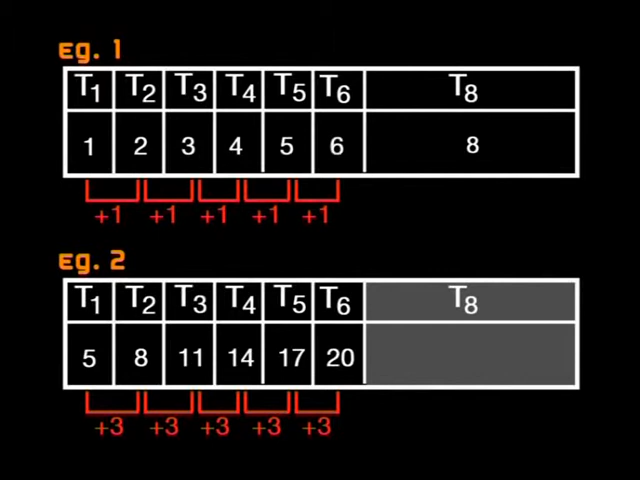 eg. 1
T1 T2 T3 T4 T5 T6 T8
1 2 3 4 5 6 8
+1 +1 +1 +1 +1
eg. 2
T1 T2 T3 T4 T5 T6 T8
5 8 11 14 17 20
+3 +3 +3 +3 +3